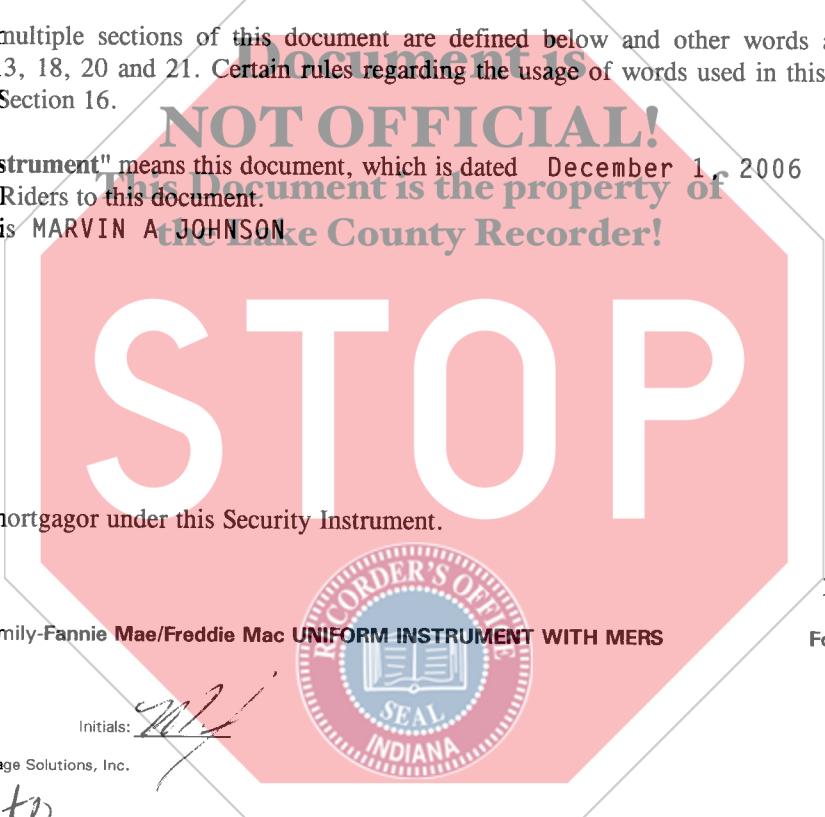 multiple sections of this document are defined below and other words
3, 18, 20 and 21. Certain rules regarding the usage of words used in this
Section 16.
Document is
NOT OFFICIAL!
This Document is the property of
the Lake County Recorder!
strument" means this document, which is dated December 1, 2006
Riders to this document.
is MARVIN A JOHNSON
STOP
ortgagor under this Security Instrument.
RECORDER'S OFFICE
SEAL
INDIANA
mily-Fannie Mae/Freddie Mac UNIFORM INSTRUMENT WITH MERS Fo
Initials:
age Solutions, Inc.